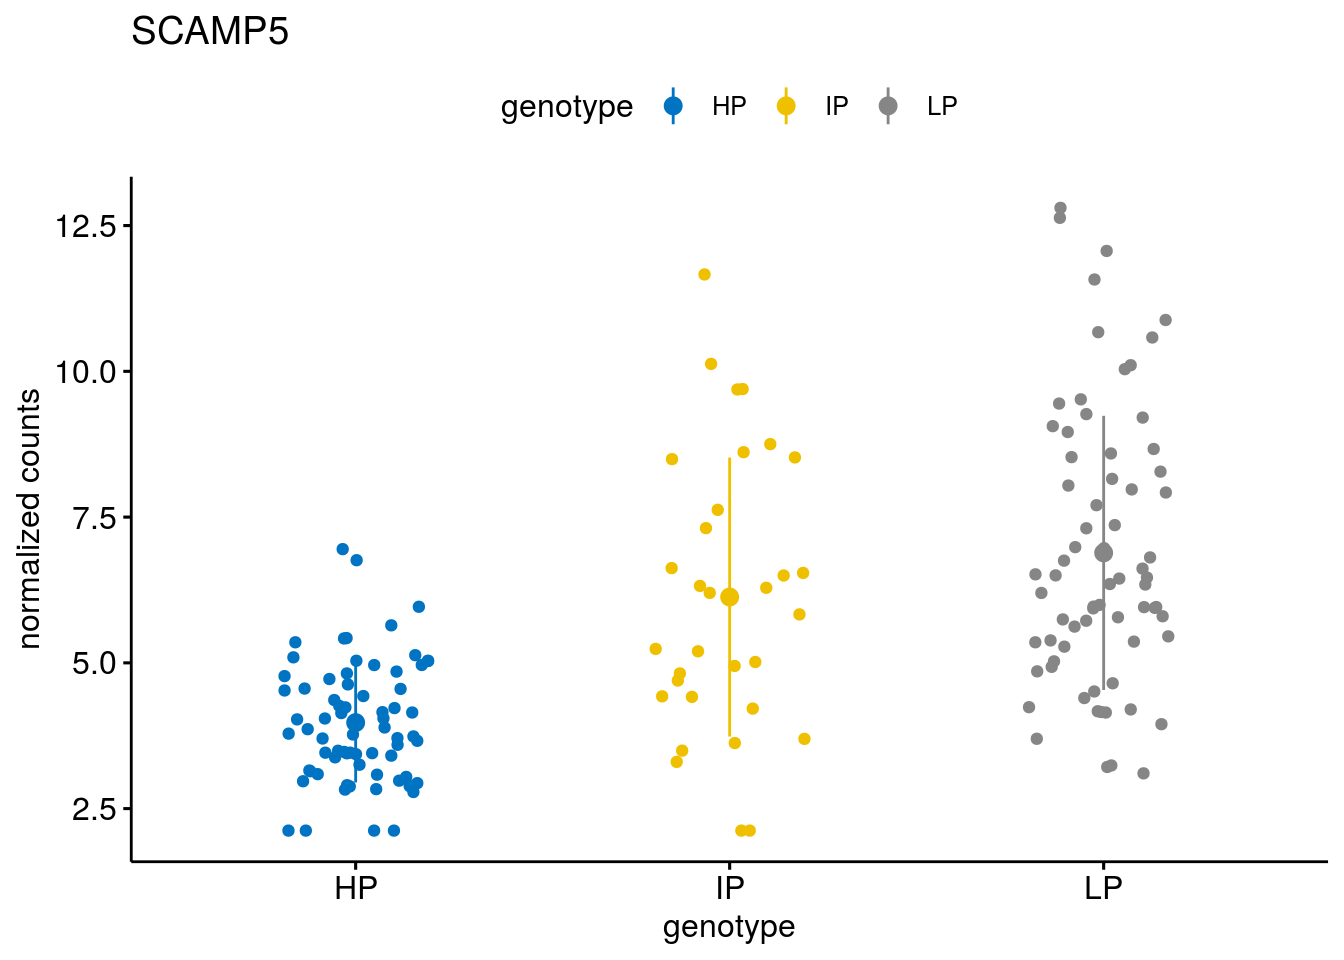 SCAMP5
genotype HP IP LP
12.5
10.0
7.5
5.0
2.5
normalized counts
HP IP LP
genotype